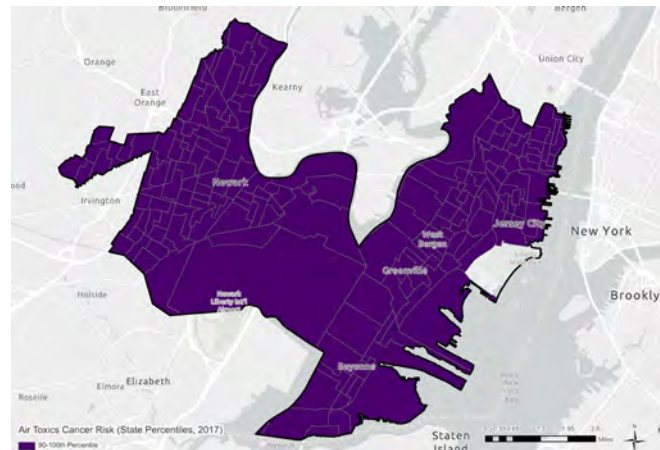 Bergen
Orange
East
Orange
Kearny
Union City
Newark
Irvington
West
Bergen
Jersey City
New York
Greenville
Hillside
Newark
Liberty Int'l
Airport
Brookly
Bayonne
Elmora
Elizabeth
Roselle
Air Toxics Cancer Risk (State Percentiles, 2017)
90-100th Percentile
Staten
Island
Miles
N